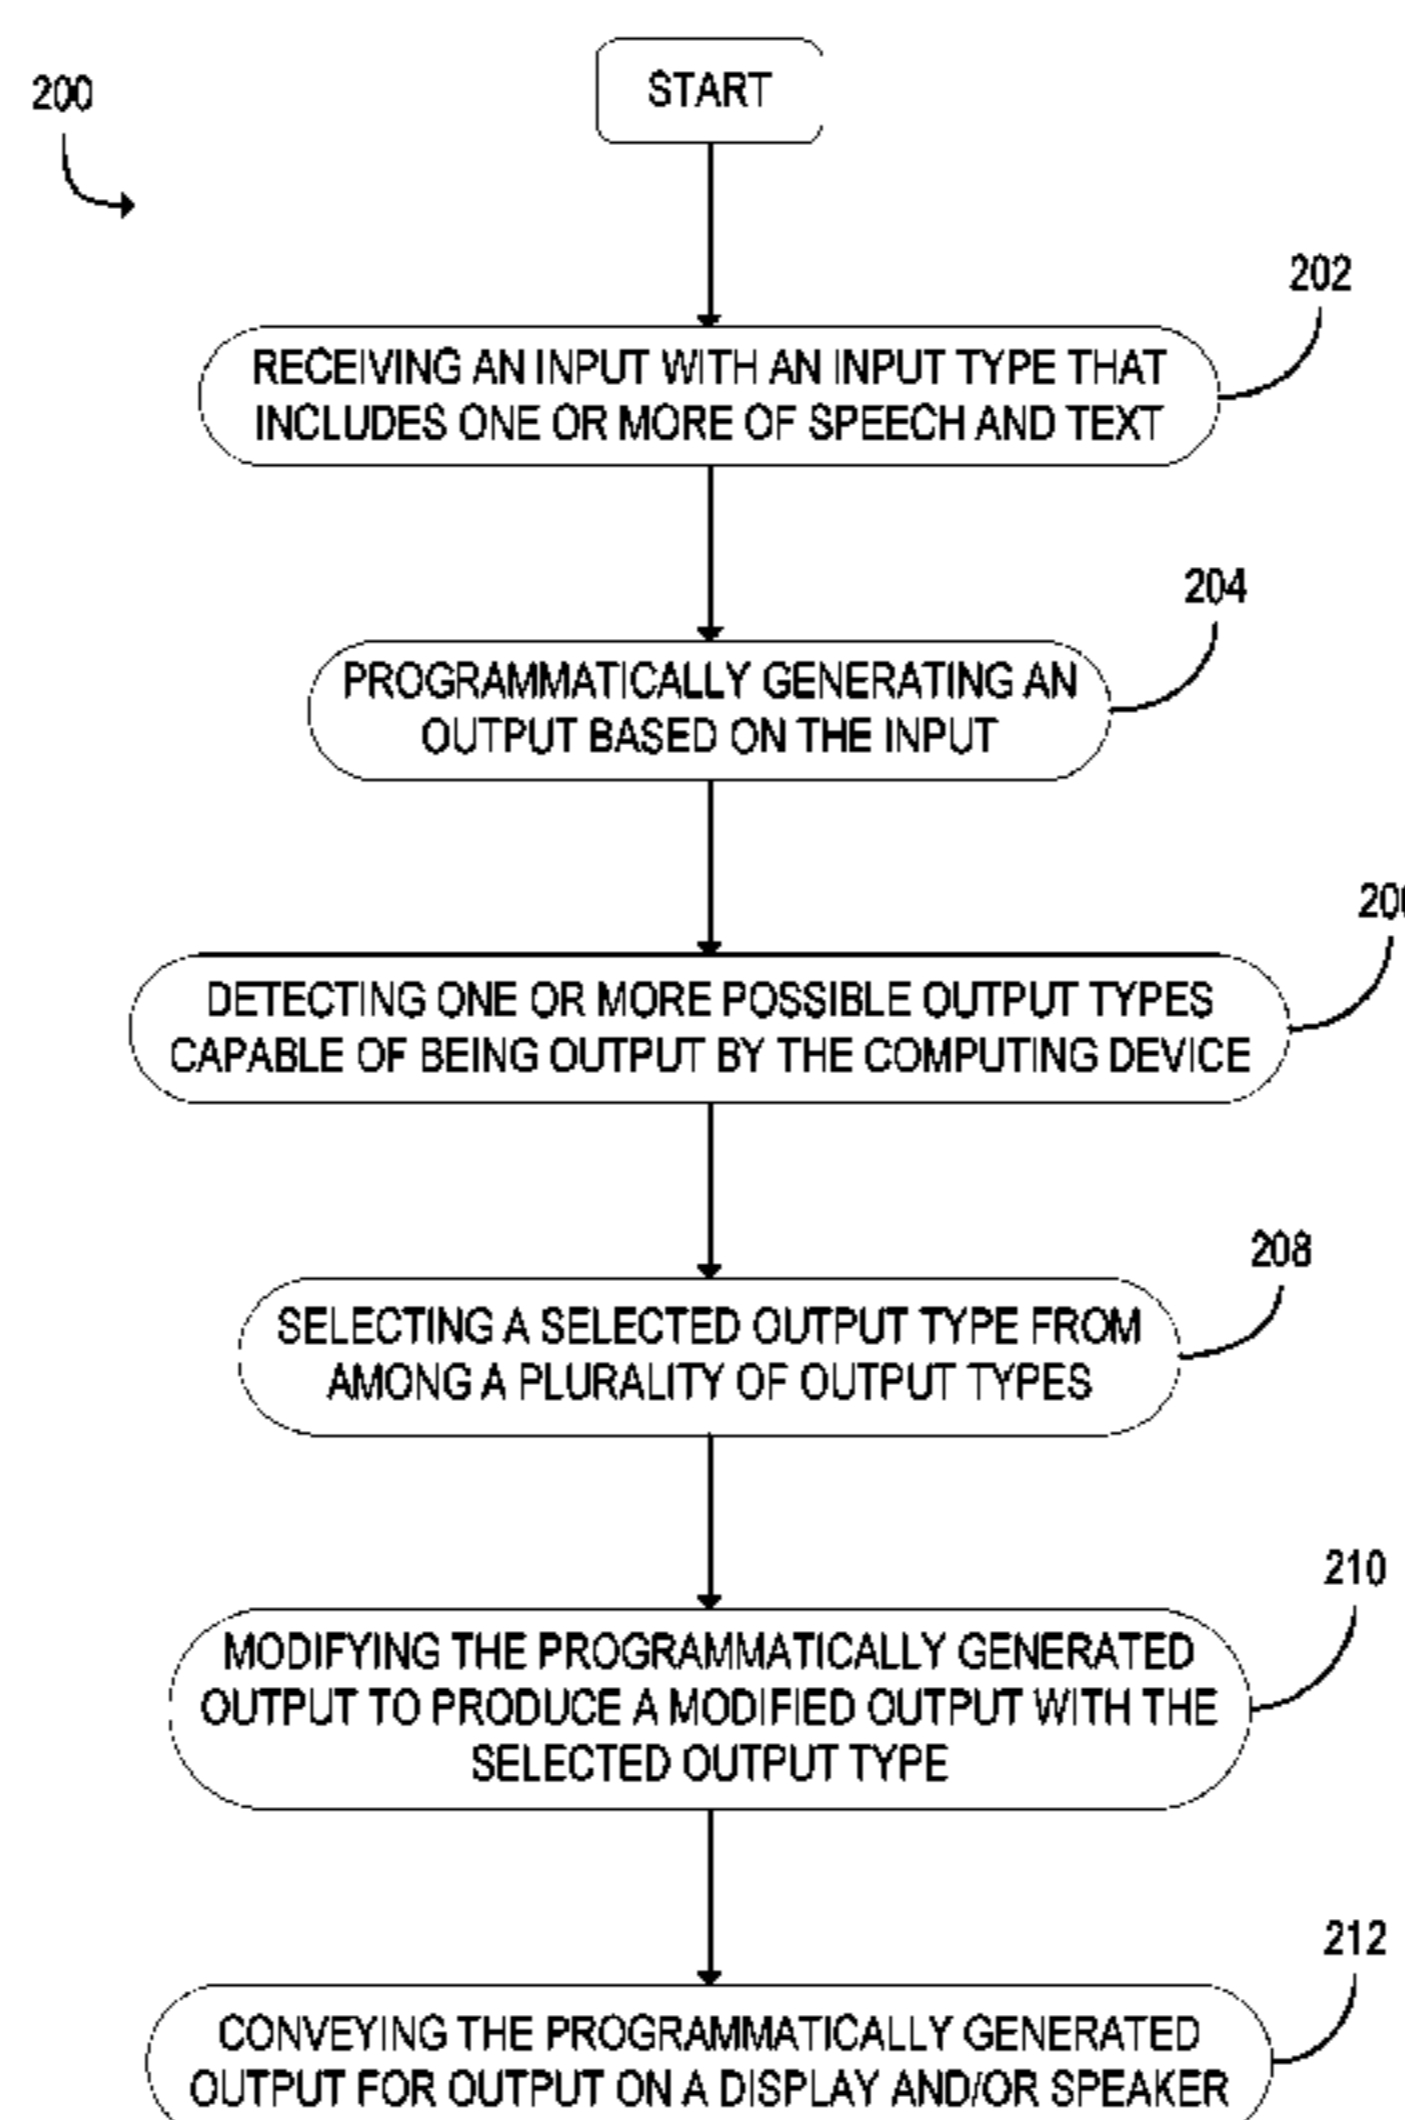 START
200
202
RECEIVING AN INPUT WITH AN INPUT TYPE THAT
INCLUDES ONE OR MORE OF SPEECH AND TEXT
204
PROGRAMMATICALLY GENERATING AN
OUTPUT BASED ON THE INPUT
DETECTING ONE OR MORE POSSIBLE OUTPUT TYPES
CAPABLE OF BEING OUTPUT BY THE COMPUTING DEVICE
208
SELECTING A SELECTED OUTPUT TYPE FROM
AMONG A PLURALITY OF OUTPUT TYPES
210
MODIFYING THE PROGRAMMATICALLY GENERATED
OUTPUT TO PRODUCE A MODIFIED OUTPUT WITH THE
SELECTED OUTPUT TYPE
212
CONVEYING THE PROGRAMMATICALLY GENERATED
OUTPUT FOR OUTPUT ON A DISPLAY AND/OR SPEAKER